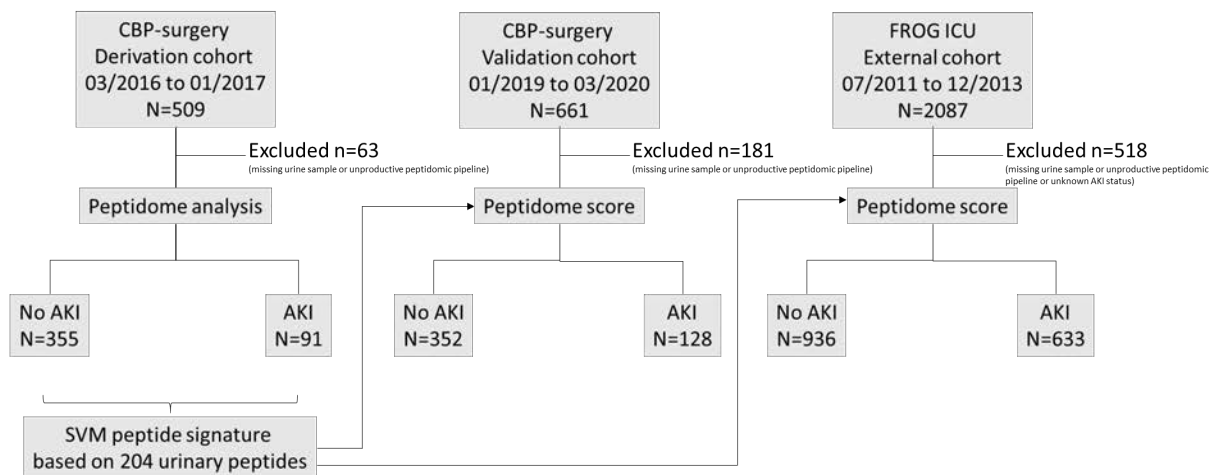 CBP-surgery
Derivation cohort
03/2016 to 01/2017
N=509
Excluded n=63
(missing urine sample or unproductive peptidomic pipeline)
Peptidome analysis
No AKI
N=355
AKI
N=91
SVM peptide signature
based on 204 urinary peptides
CBP-surgery
Validation cohort
01/2019 to 03/2020
N=661
Excluded n=181
(missing urine sample or unproductive peptidomic pipeline)
Peptidome score
No AKI
N=352
AKI
N=128
FROG ICU
External cohort
07/2011 to 12/2013
N=2087
Excluded n=518
(missing urine sample or unproductive peptidomic
pipeline or unknown AKI status)
Peptidome score
No AKI
N=936
AKI
N=633